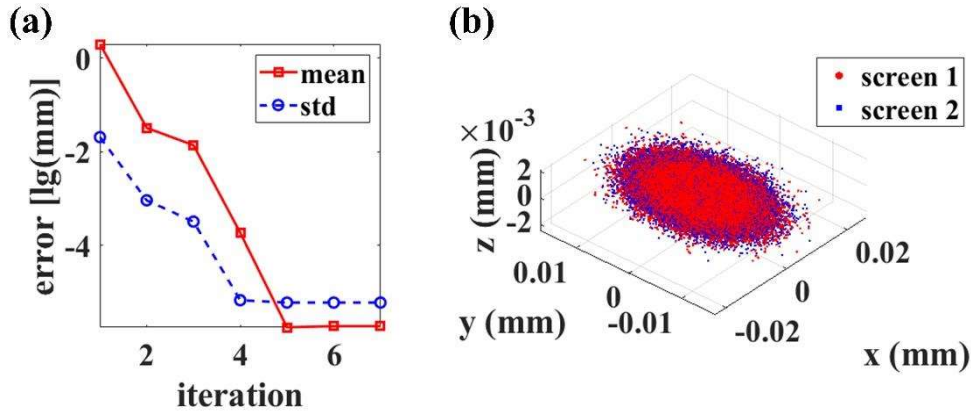 (a)
0
-2
-4
error [lg(mm)]
2
4
6
iteration
mean
std
(b)
screen 1
screen 2
×10-3
2
0
-2
z (mm)
0.01
0
-0.01
y (mm)
0.02
0
-0.02
x (mm)